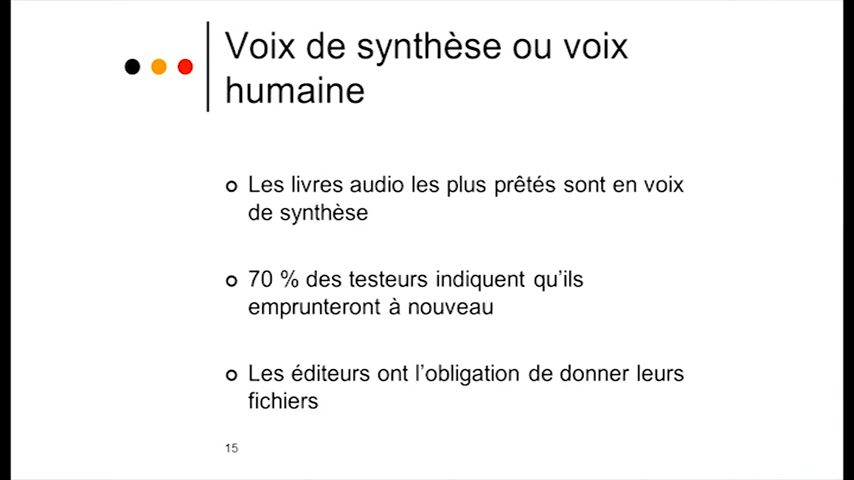 Voix de synthèse ou voix
humaine
Les livres audio les plus prêtés sont en voix
de synthèse
70 % des testeurs indiquent qu'ils
emprunteront à nouveau
Les éditeurs ont l'obligation de donner leurs
fichiers
15